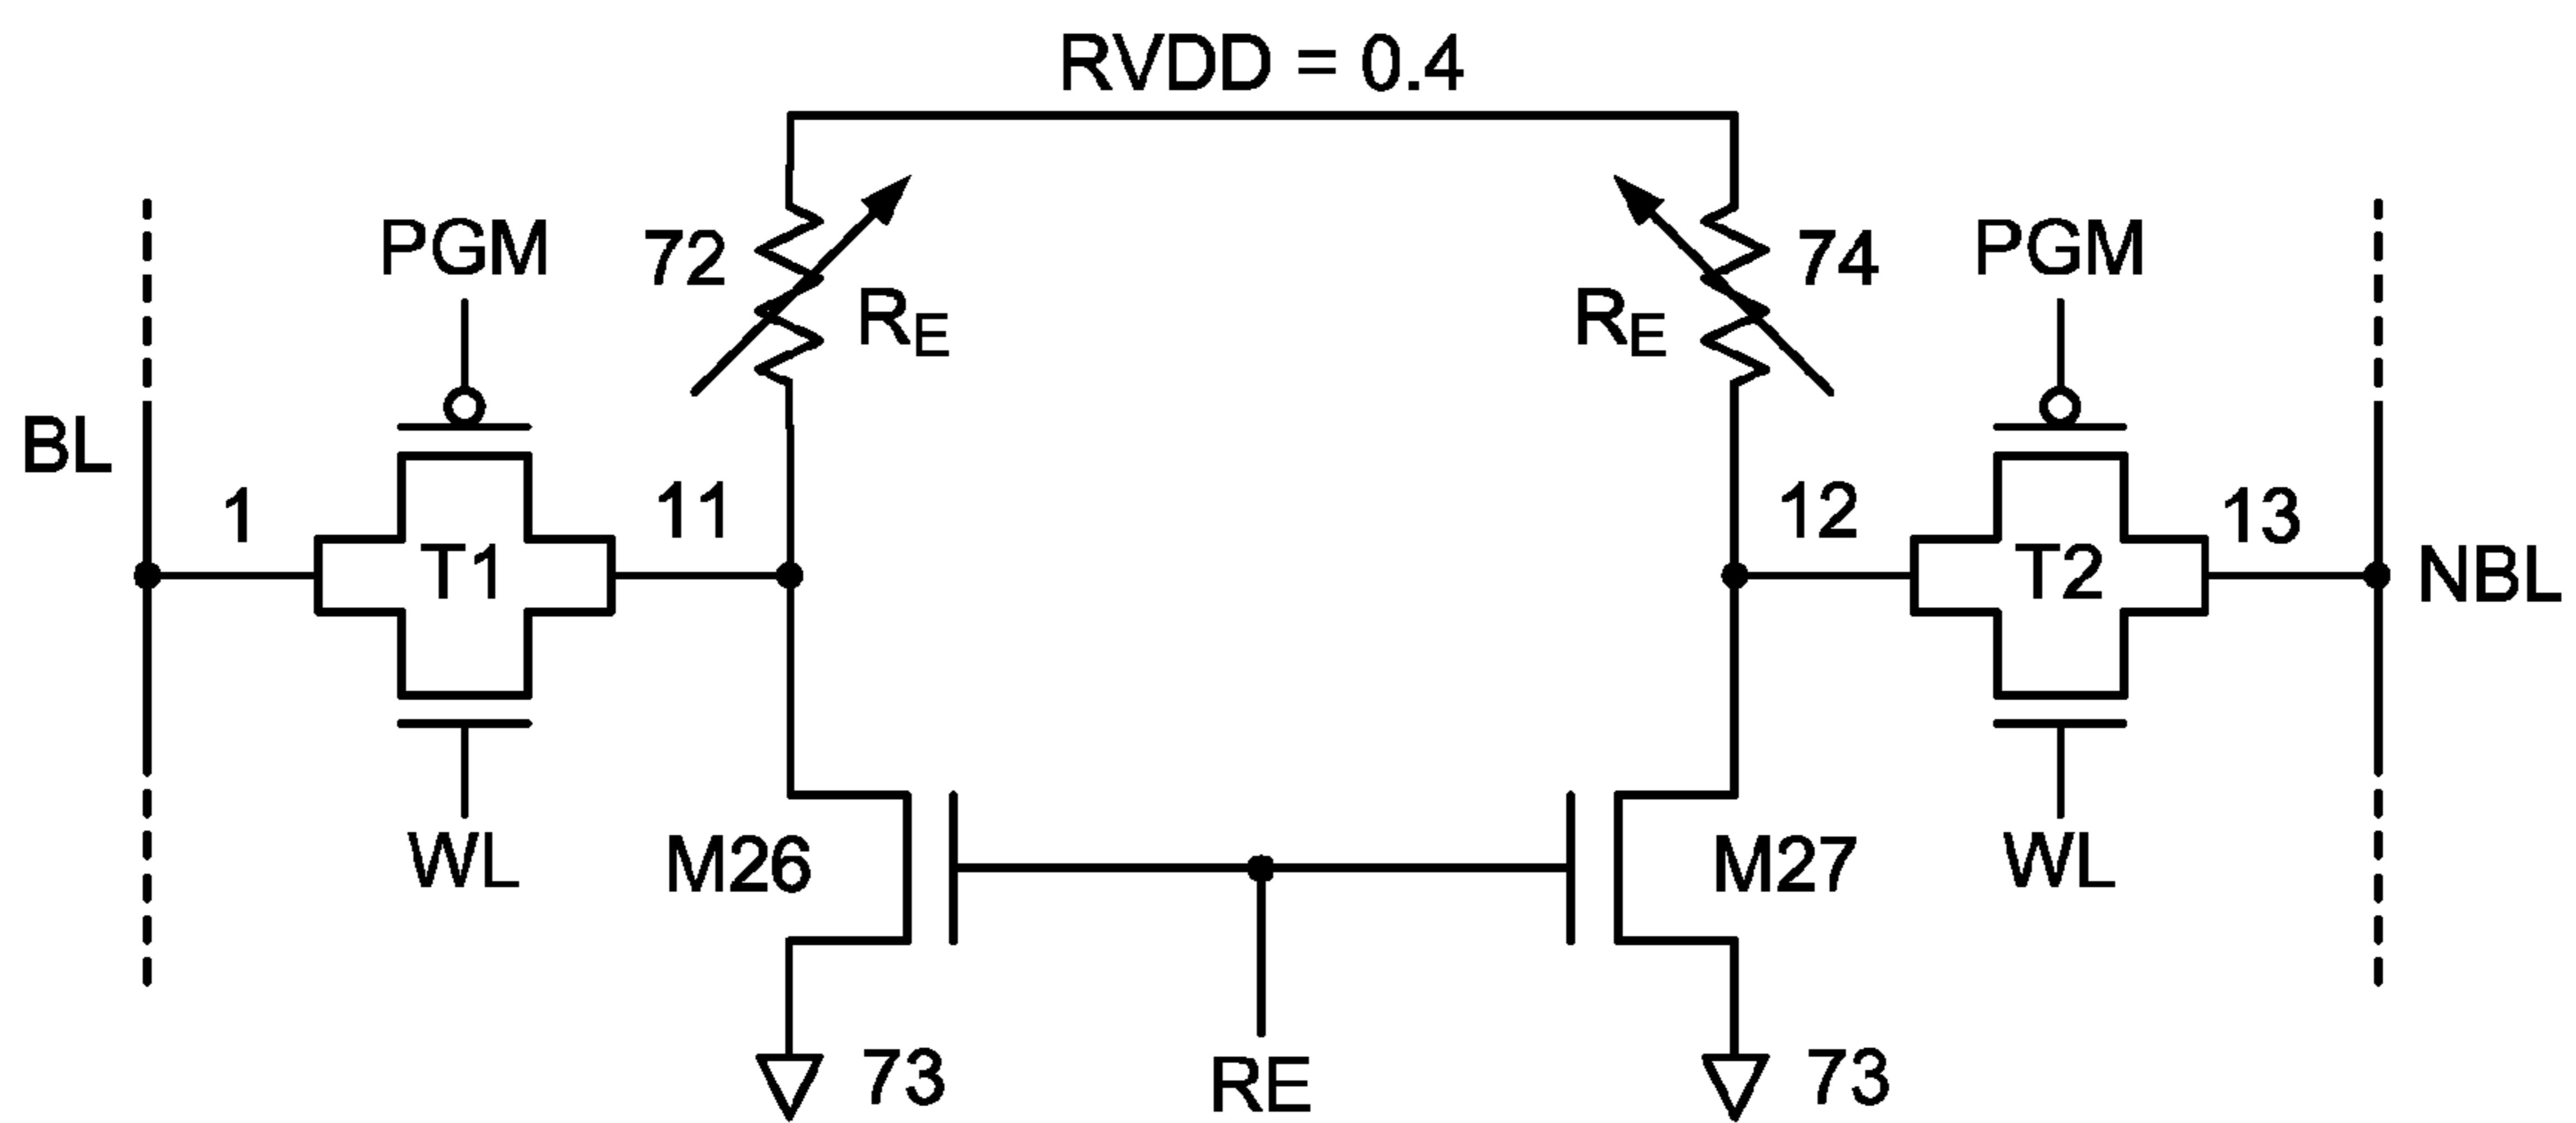 RVDD = 0.4
PGM
72
RE
RE
74
PGM
BL
1
T1
11
12
T2
13
NBL
WL
M26
M27
WL
73
RE
73